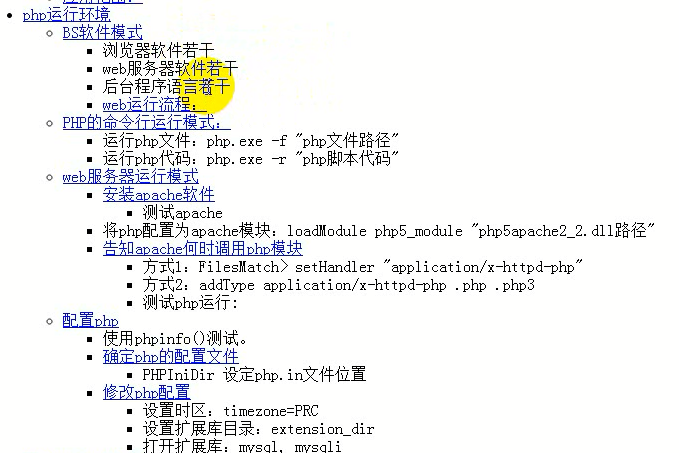 php运行环境
BS软件模式
浏览器软件若干
web服务器软件若干
后台程序语言若干
web运行流程：
PHP的命令行运行模式：
运行php文件：php.exe -f "php文件路径"
运行php代码：php.exe -r "php脚本代码"
web服务器运行模式
安装apache软件
测试apache
将php配置为apache模块：loadModule php5_module "php5apache2_2.dll路径"
告知apache何时调用php模块
方式1：FilesMatch> setHandler "application/x-httpd-php"
方式2：addType application/x-httpd-php .php .php3
测试php运行:
配置php
使用phpinfo()测试。
确定php的配置文件
PHPIniDir 设定php.in文件位置
修改php配置
设置时区：timezone=PRC
设置扩展库目录：extension_dir
打开扩展库：mysql, mysqli